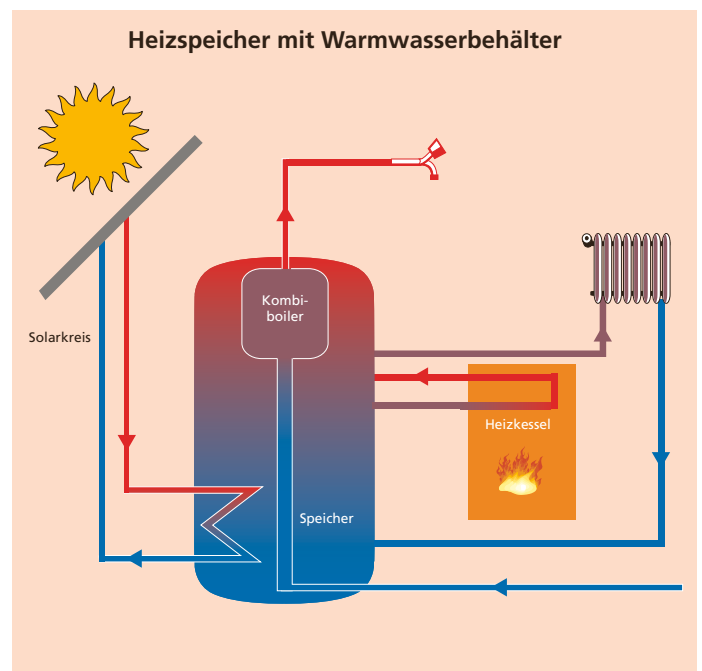 Heizspeicher mit Warmwasserbehälter
Kombi-
boiler
Solarkreis
Heizkessel
Speicher